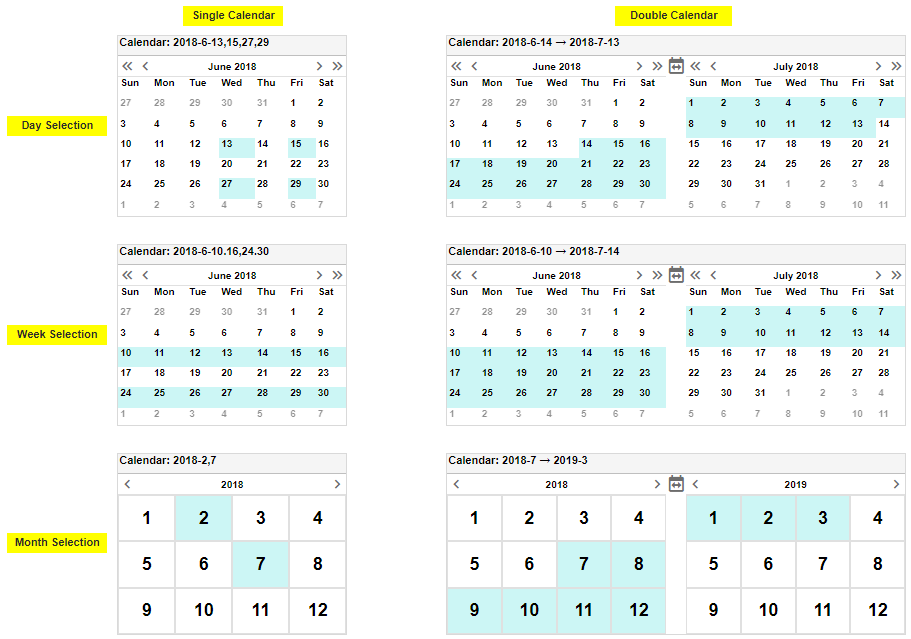 Single Calendar
Double Calendar
Day Selection
Calendar: 2018-6-13,15,27,29
June 2018
Sun Mon Tue Wed Thu Fri Sat
27 28 29 30 31 1 2
3 4 5 6 7 8 9
10 11 12 13 14 15 16
17 18 19 20 21 22 23
24 25 26 27 28 29 30
1 2 3 4 5 6 7
Calendar: 2018-6-14 → 2018-7-13
June 2018
Sun Mon Tue Wed Thu Fri Sat
27 28 29 30 31 1 2
3 4 5 6 7 8 9
10 11 12 13 14 15 16
17 18 19 20 21 22 23
24 25 26 27 28 29 30
1 2 3 4 5 6 7
July 2018
Sun Mon Tue Wed Thu Fri Sat
1 2 3 4 5 6 7
8 9 10 11 12 13 14
15 16 17 18 19 20 21
22 23 24 25 26 27 28
29 30 31 1 2 3 4
5 6 7 8 9 10 11
Week Selection
Calendar: 2018-6-10.16,24.30
June 2018
Sun Mon Tue Wed Thu Fri Sat
27 28 29 30 31 1 2
3 4 5 6 7 8 9
10 11 12 13 14 15 16
17 18 19 20 21 22 23
24 25 26 27 28 29 30
1 2 3 4 5 6 7
Calendar: 2018-6-10 → 2018-7-14
June 2018
Sun Mon Tue Wed Thu Fri Sat
27 28 29 30 31 1 2
3 4 5 6 7 8 9
10 11 12 13 14 15 16
17 18 19 20 21 22 23
24 25 26 27 28 29 30
1 2 3 4 5 6 7
July 2018
Sun Mon Tue Wed Thu Fri Sat
1 2 3 4 5 6 7
8 9 10 11 12 13 14
15 16 17 18 19 20 21
22 23 24 25 26 27 28
29 30 31 1 2 3 4
5 6 7 8 9 10 11
Month Selection
Calendar: 2018-2,7
2018
1 2 3 4
5 6 7 8
9 10 11 12
Calendar: 2018-7 → 2019-3
2018
1 2 3 4
5 6 7 8
9 10 11 12
2019
1 2 3 4
5 6 7 8
9 10 11 12